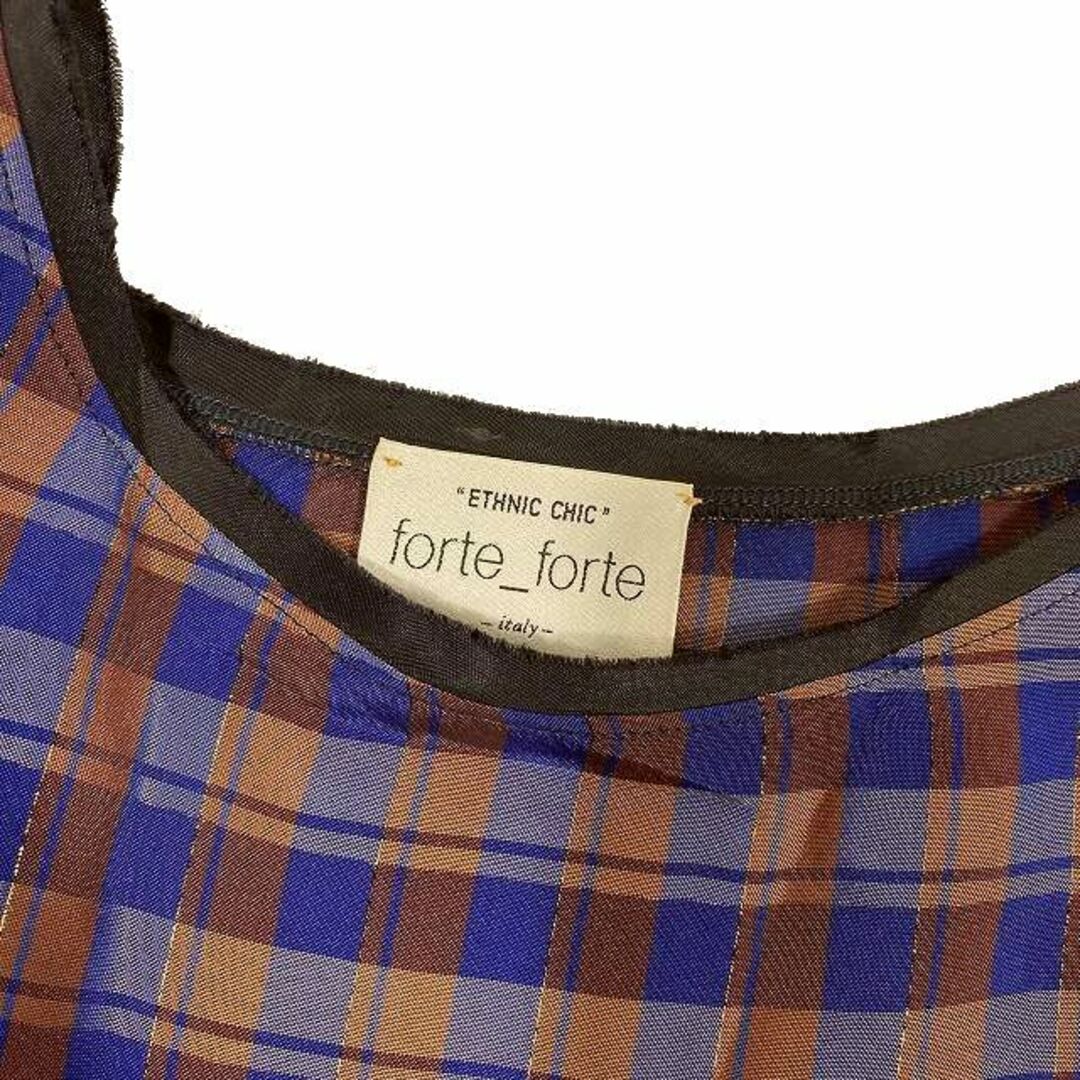 "ETHNIC CHIC"
forte_forte
– italy –